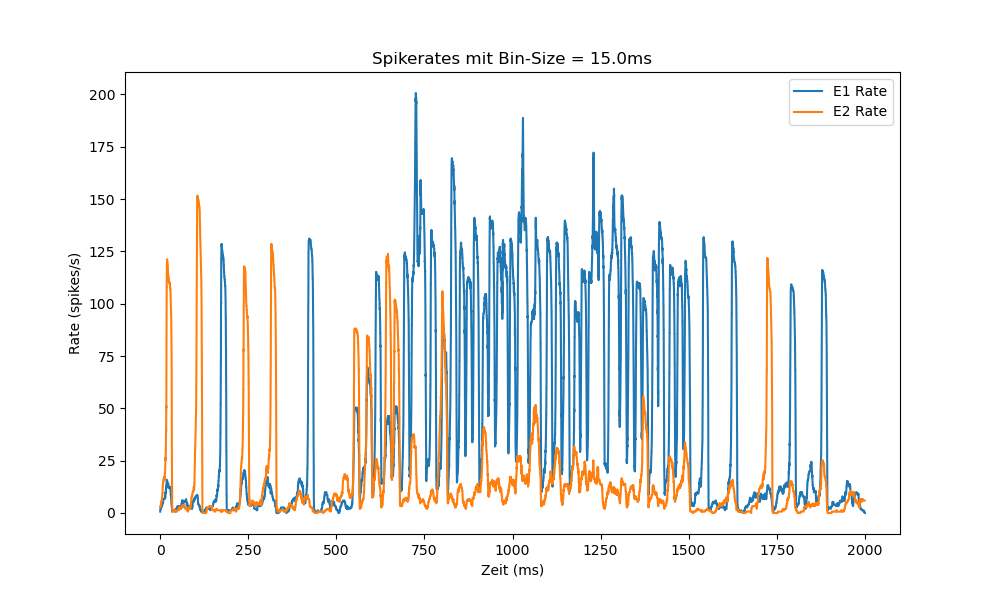 Spikerates mit Bin-Size = 15.0ms
E1 Rate
E2 Rate
200
175
150
125
100
75
50
25
0
Rate (spikes/s)
0 250 500 750 1000 1250 1500 1750 2000
Zeit (ms)